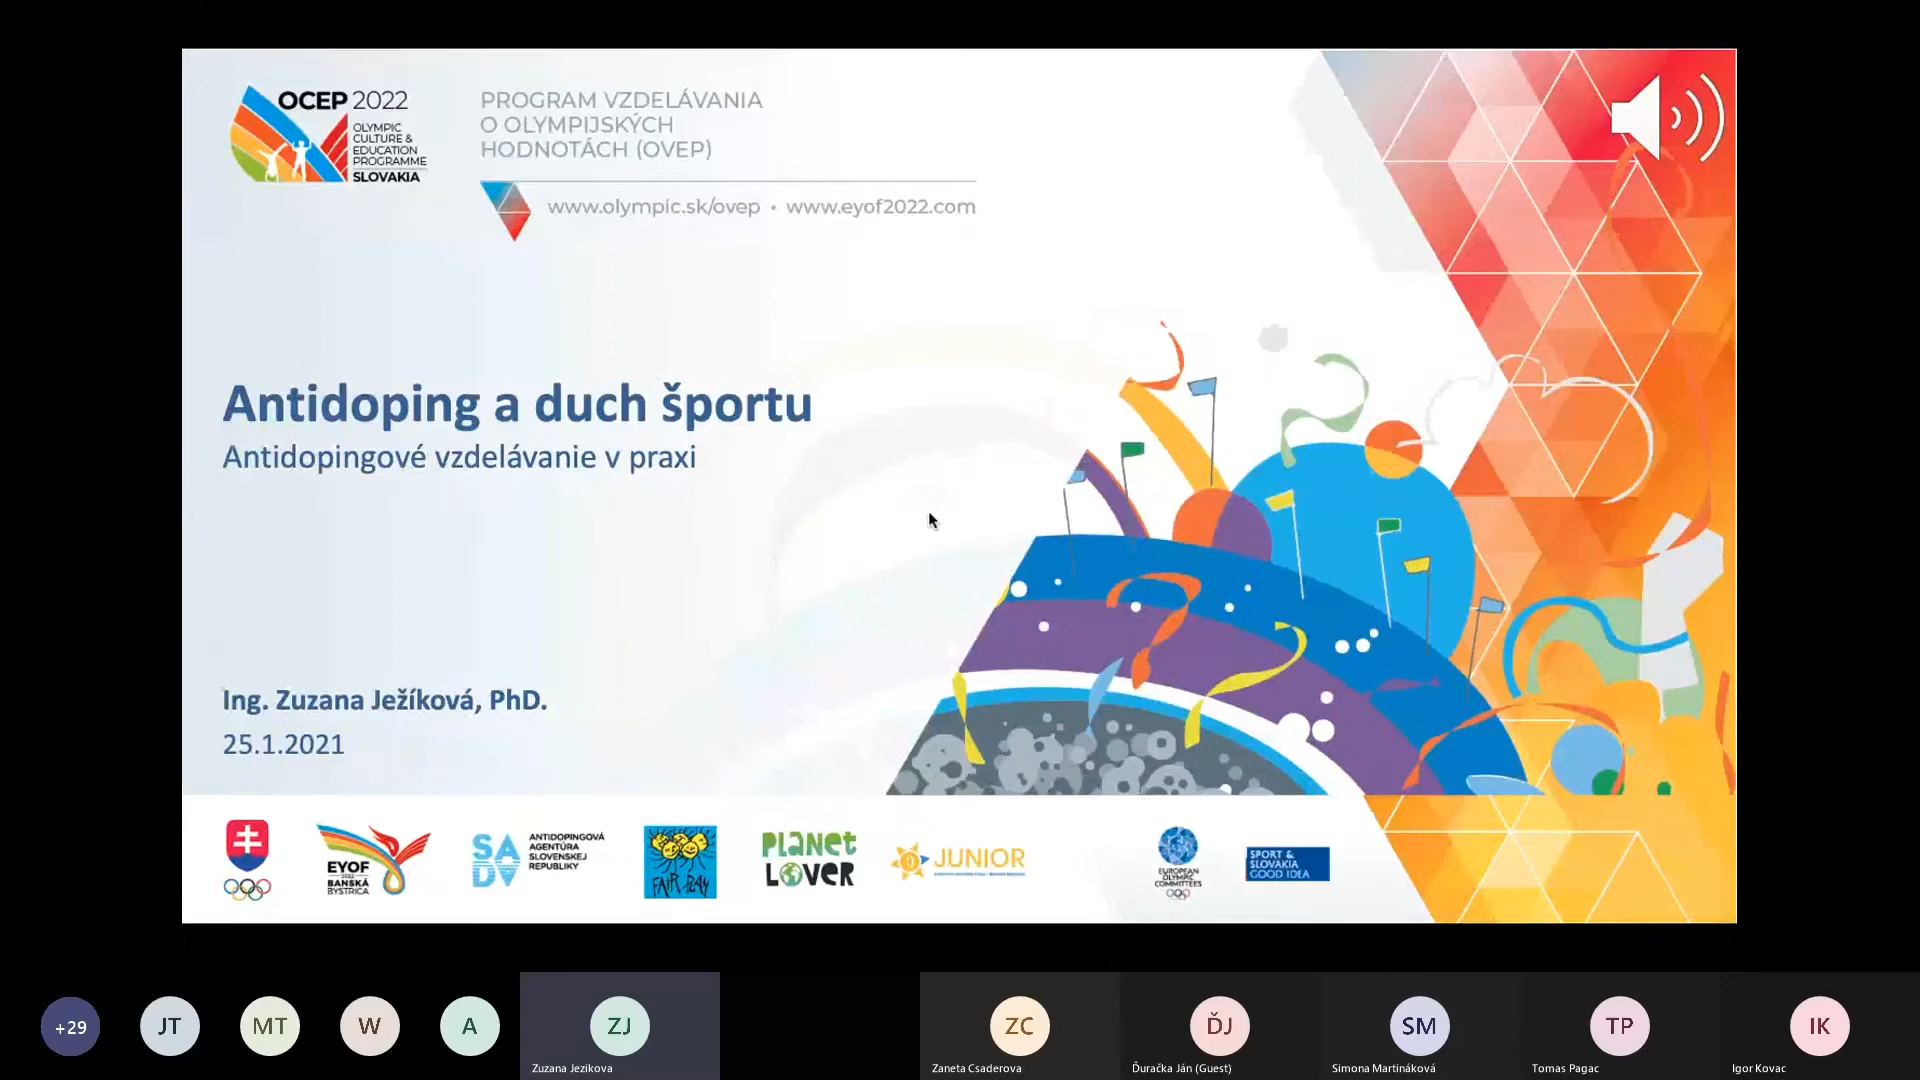 OCEP 2022
OLYMPIC
CULTURE &
EDUCATION
PROGRAMME
SLOVAKIA
PROGRAM VZDELÁVANIA
O OLYMPIJSKÝCH
HODNOTÁCH (OVEP)
www.olympic.sk/ovep • www.eyof2022.com
Antidoping a duch športu
Antidopingové vzdelávanie v praxi
Ing. Zuzana Ježíková, PhD.
25.1.2021
EYOF
2022
BANSKÁ
BYSTRICA
SA
DV
ANTIDOPINGOVÁ
AGENTÚRA
SLOVENSKEJ
REPUBLIKY
FAIR PLAY
PLANET
LOVER
JUNIOR
EUROPEAN
OLYMPIC
COMMITTEES
SPORT &
SLOVAKIA
GOOD IDEA
+29
JT
MT
W
A
ZJ
ZC
ĎJ
SM
TP
IK
Zuzana Jezikova
Zaneta Csaderova
Ďuračka Ján (Guest)
Simona Martináková
Tomas Pagac
Igor Kovac